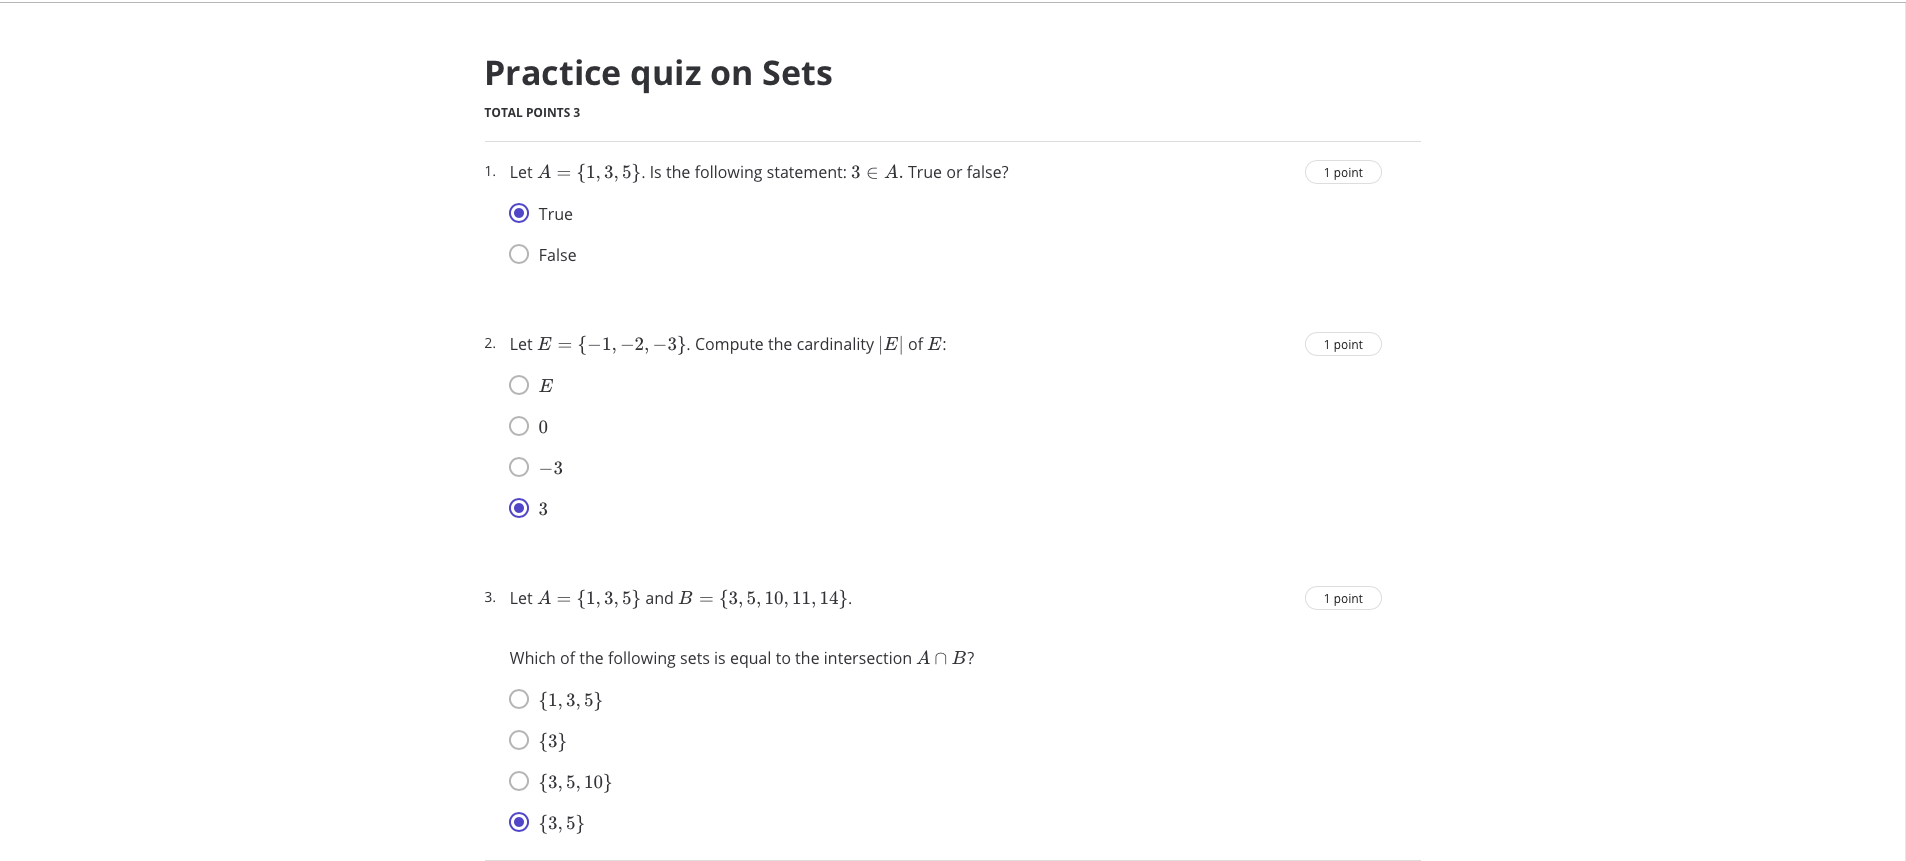 Practice quiz on Sets
TOTAL POINTS 3
1. Let A = {1, 3, 5}. Is the following statement: 3 ∈ A. True or false?
1 point
True
False
2. Let E = {−1, −2, −3}. Compute the cardinality |E| of E:
1 point
E
0
−3
3
3. Let A = {1, 3, 5} and B = {3, 5, 10, 11, 14}.
1 point
Which of the following sets is equal to the intersection A ∩ B?
{1, 3, 5}
{3}
{3, 5, 10}
{3, 5}